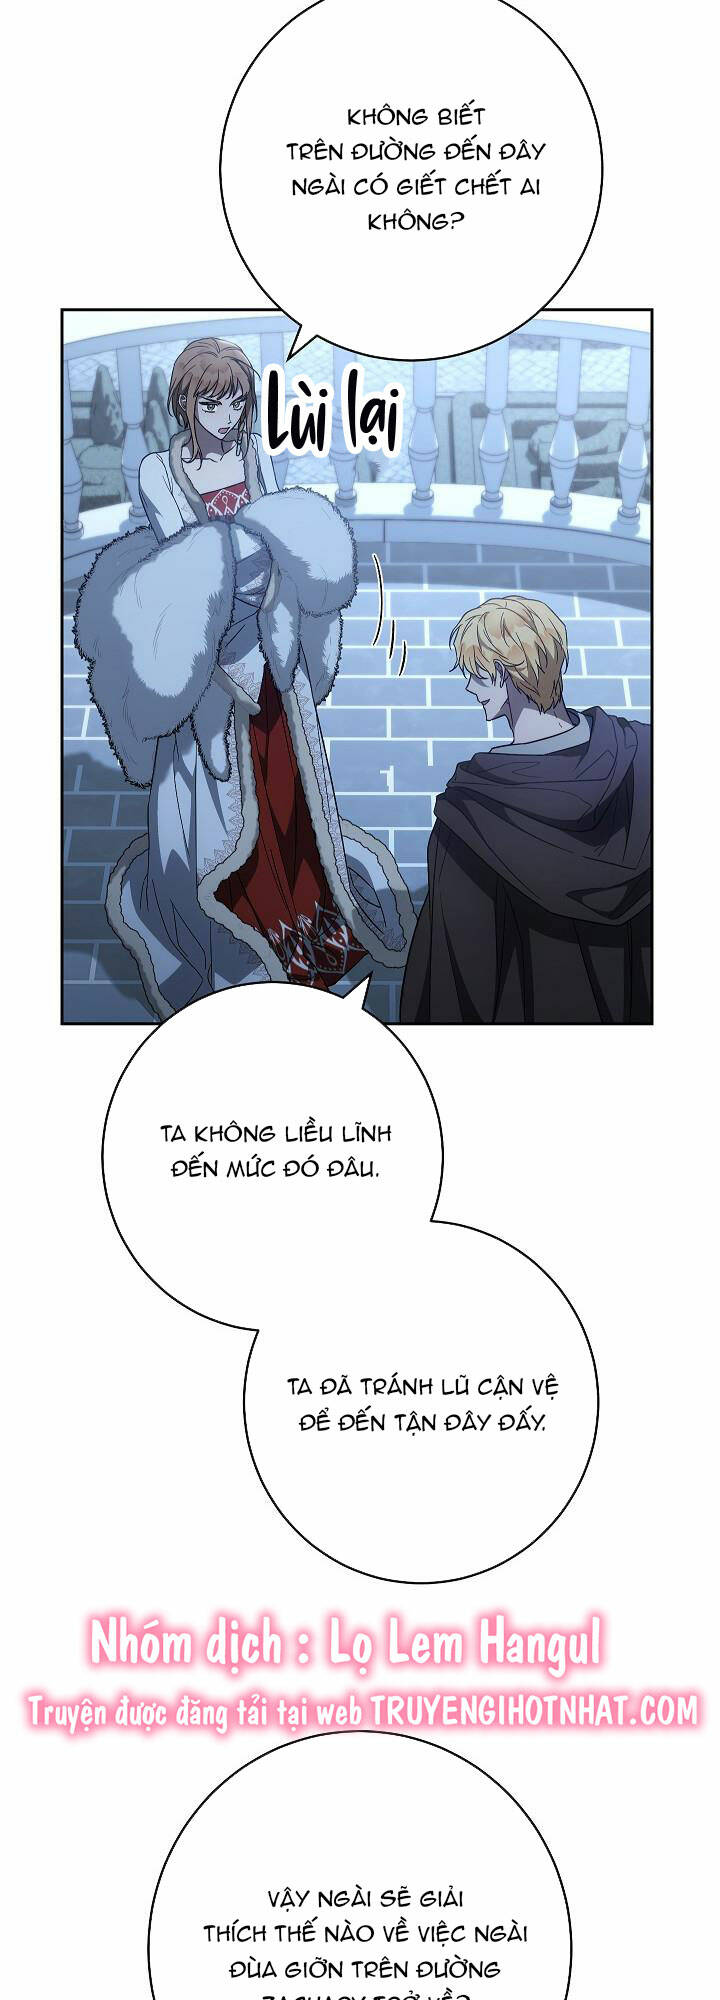 KHÔNG BIẾT
TRÊN ĐƯỜNG ĐẾN ĐÂY
NGÀI CÓ GIẾT CHẾT AI
KHÔNG?
Lùi lại
TA KHÔNG LIỀU LĨNH
ĐẾN MỨC ĐÓ ĐÂU.
TA ĐÃ TRÁNH LŨ CẬN VỆ
ĐỂ ĐẾN TẬN ĐÂY ĐẤY.
Nhóm dịch : Lọ Lem Hangul
Truyện được đăng tải tại web TRUYENGIHOTNHAT.COM
VẬY NGÀI SẼ GIẢI
THÍCH THẾ NÀO VỀ VIỆC NGÀI
ĐÙA GIỠN TRÊN ĐƯỜNG
ZACHARY TRỞ VỀ?